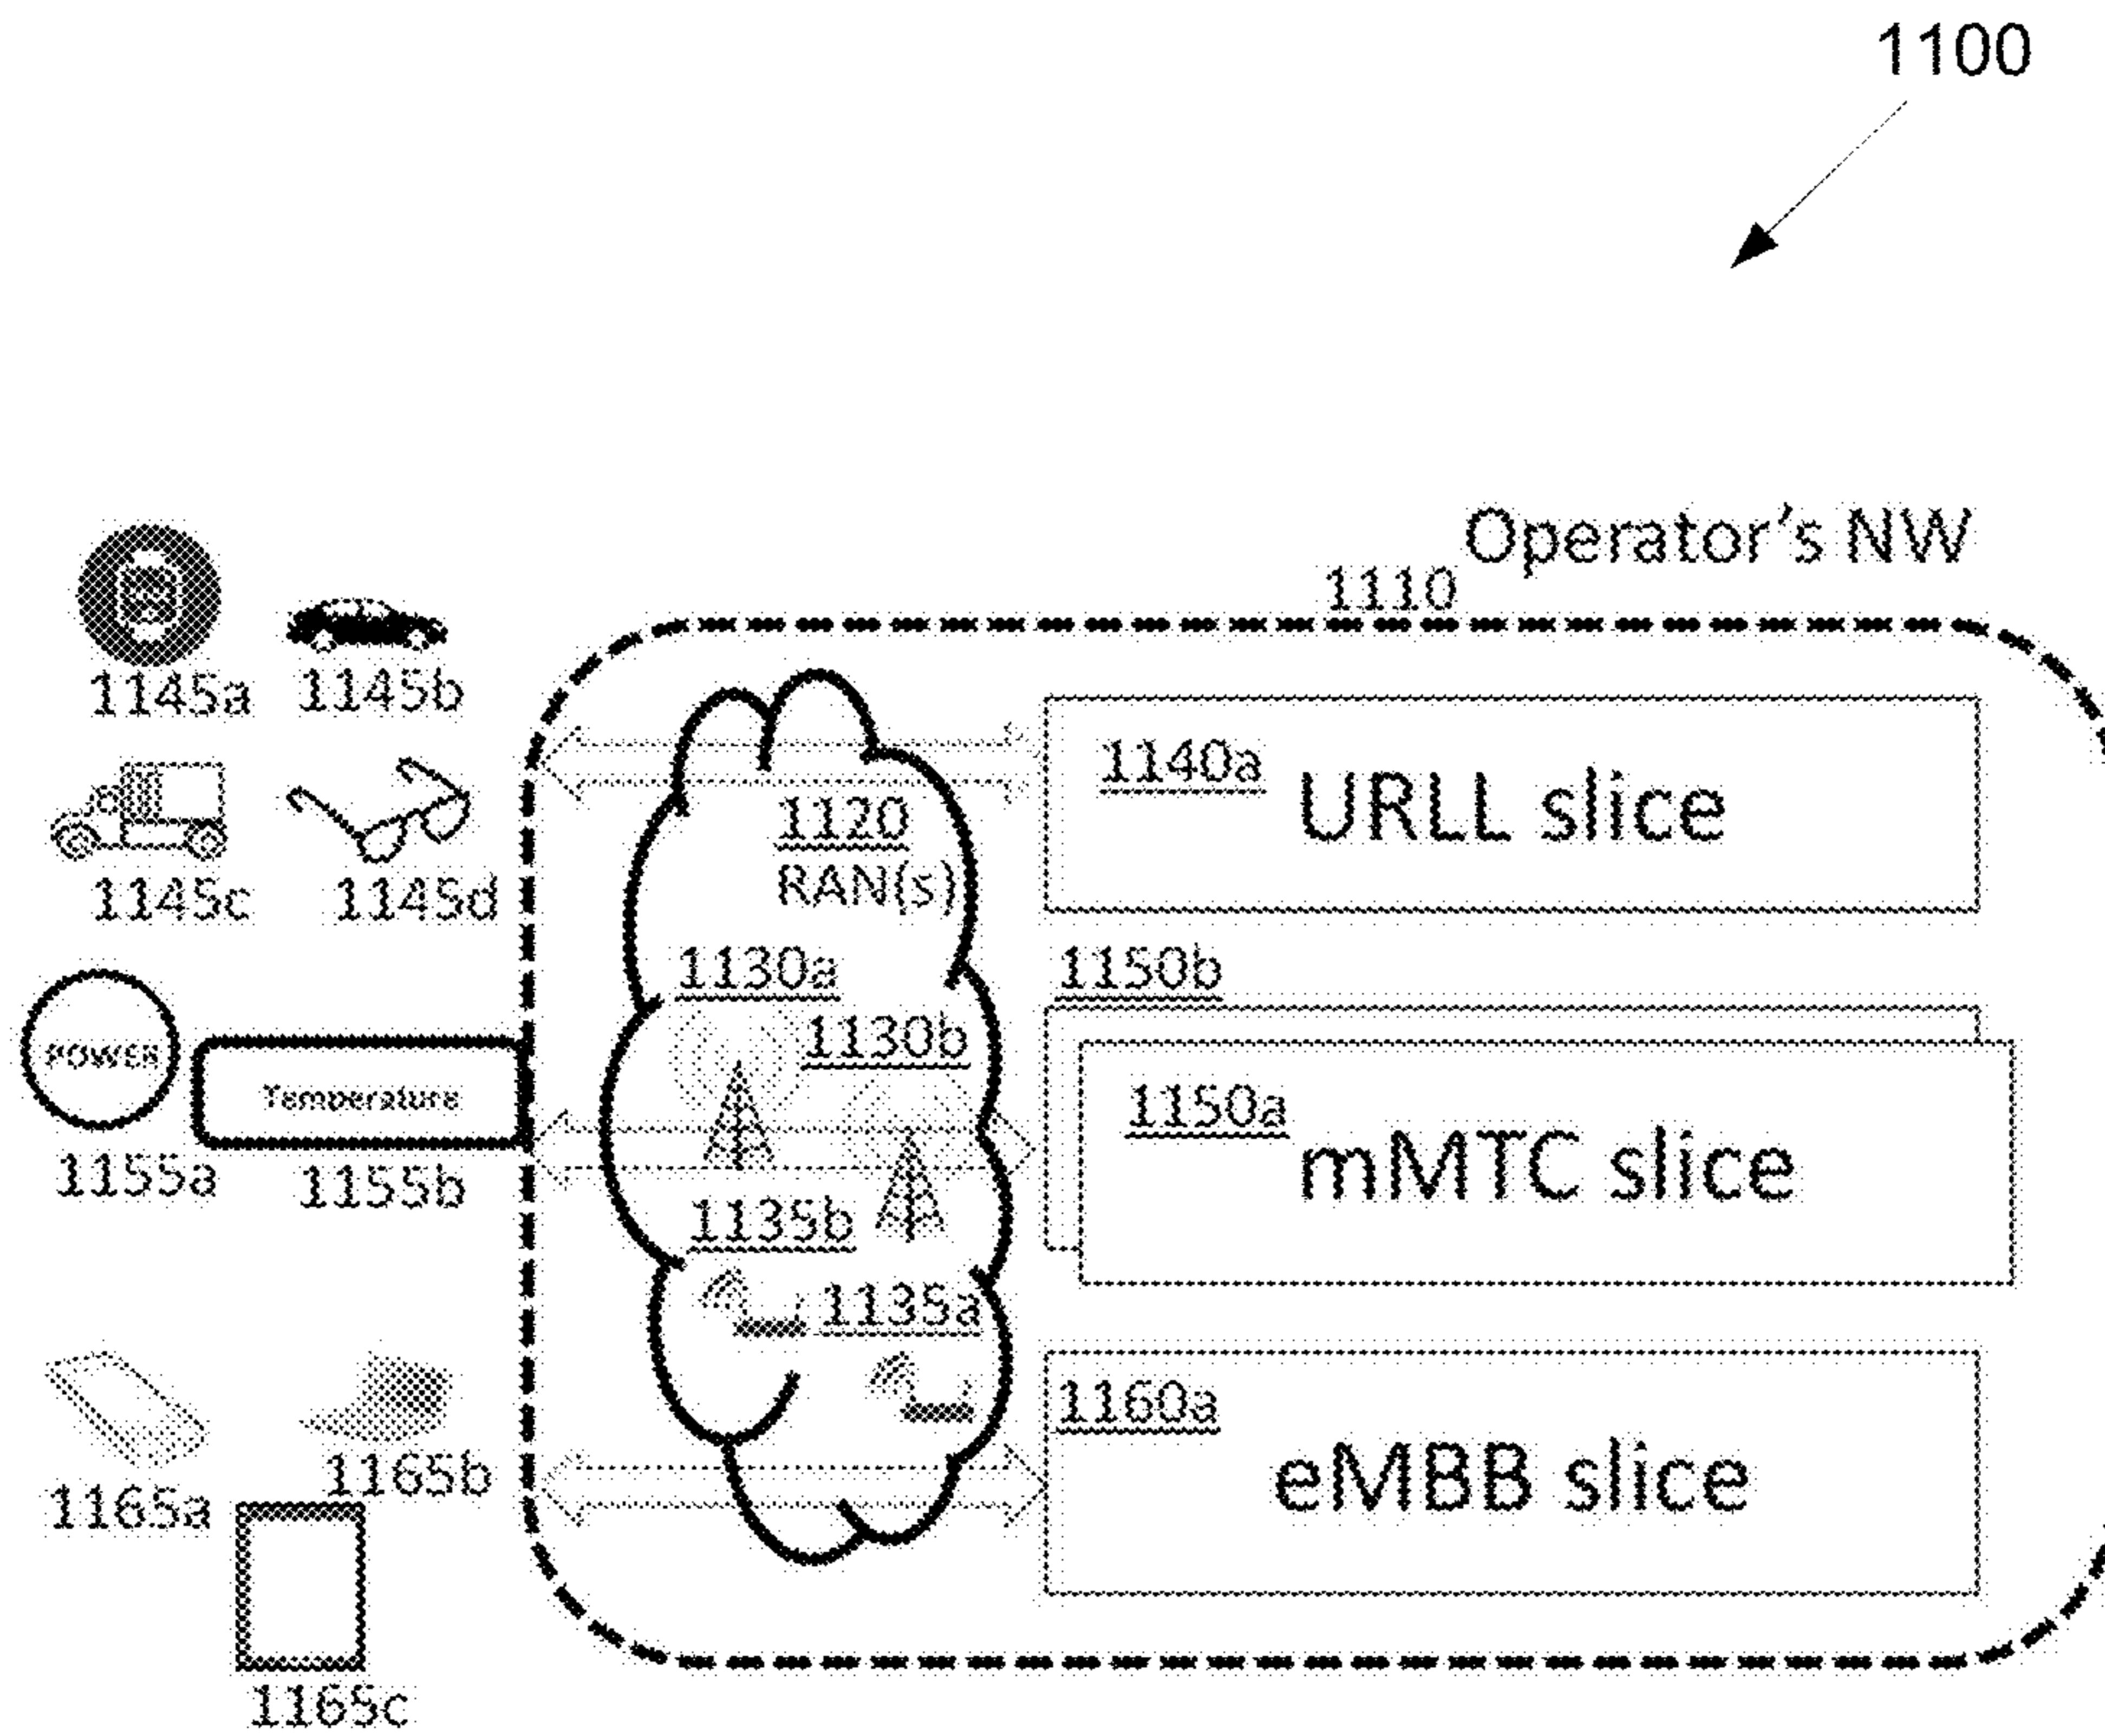 1100
Operator's NW
1110
1145a
1145b
1140a
URLL slice
1120
RAN(s)
1145c
1145d
1130a
1150b
1130b
POWER
Temperature
1150a
mMTC slice
1155a
1155b
1135b
1135a
1160a
eMBB slice
1165a
1165b
1165c